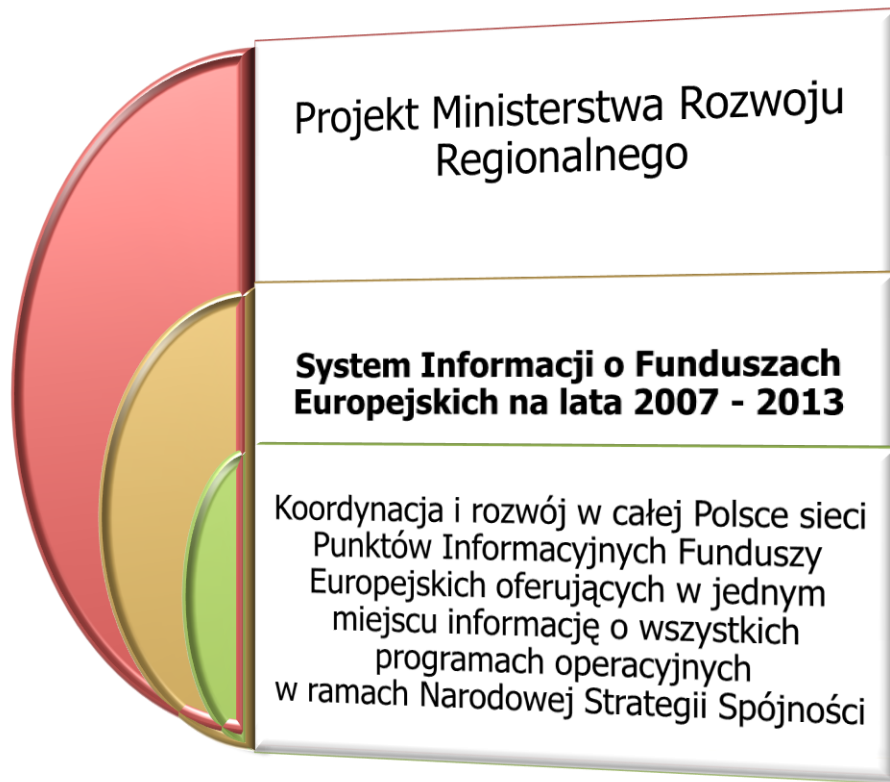 Projekt Ministerstwa Rozwoju
Regionalnego
System Informacji o Funduszach
Europejskich na lata 2007 - 2013
Koordynacja i rozwój w całej Polsce sieci
Punktów Informacyjnych Funduszy
Europejskich oferujących w jednym
miejscu informację o wszystkich
programach operacyjnych
w ramach Narodowej Strategii Spójności